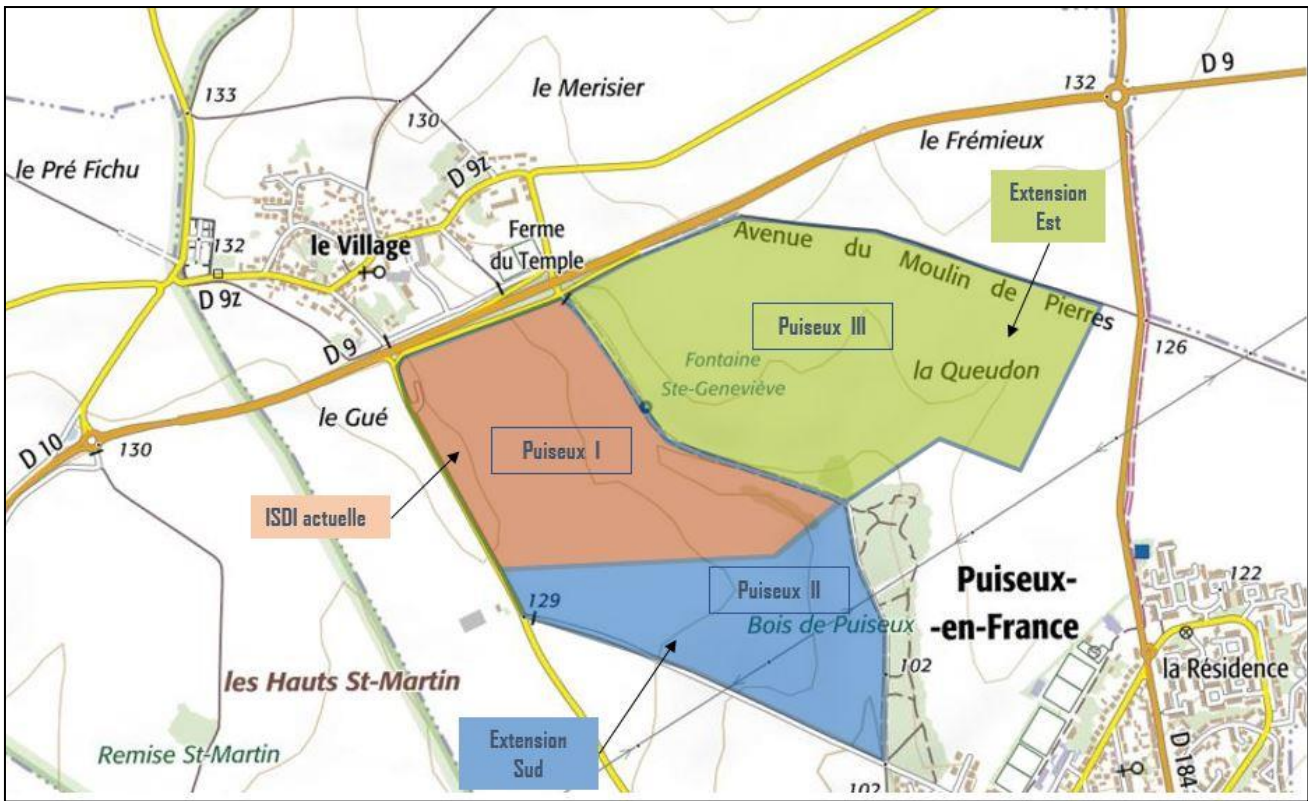 133
le Merisier
132
D 9
130
le Frémieux
le Pré Fichu
D 9z
Extension
Est
132
le Village
Ferme
du Temple
Avenue du Moulin de Pierres
D 9z
Puiseux III
D 9
126
Fontaine
Ste-Geneviève
la Queudon
le Gué
D 10
130
Puiseux I
ISDI actuelle
Puiseux II
129
Bois de Puiseux
Puiseux-
-en-France
122
la Résidence
102
les Hauts St-Martin
Extension
Sud
Remise St-Martin
D 184
102